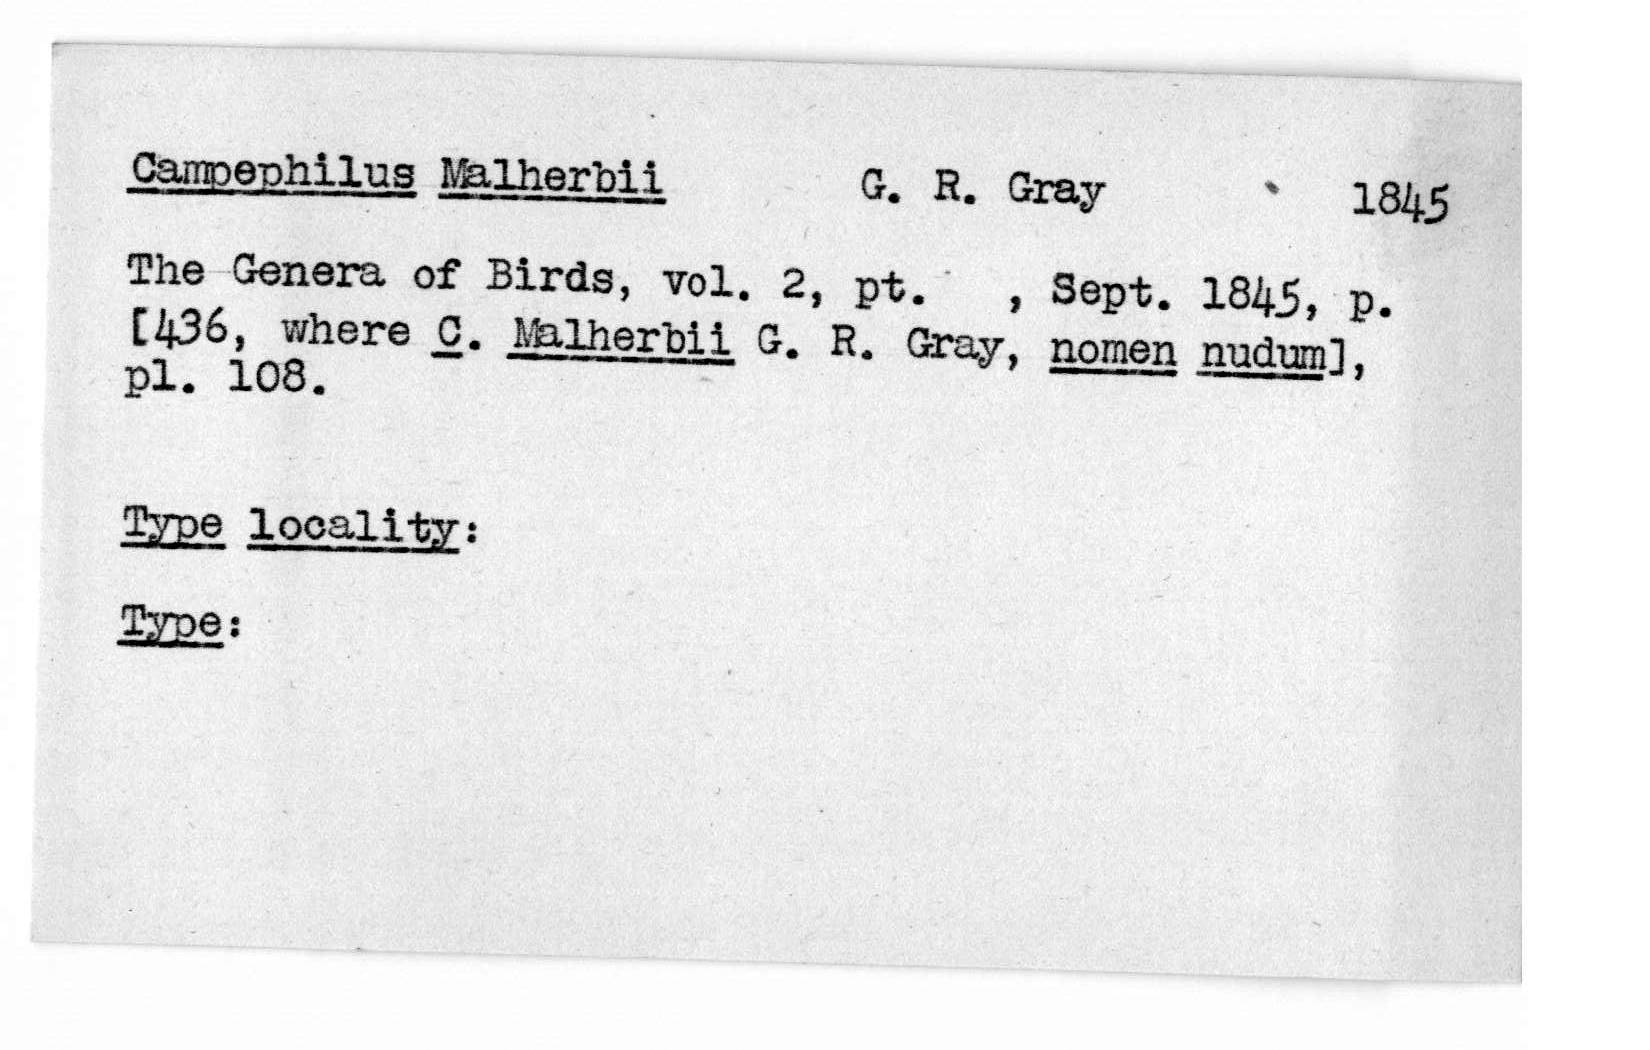 Campephilus Malherbii G. R. Gray 1845
The Genera of Birds, vol. 2, pt. , Sept. 1845, p.
[436, where C. Malherbii G. R. Gray, nomen nudum],
pl. 108.
Type locality:
Type: